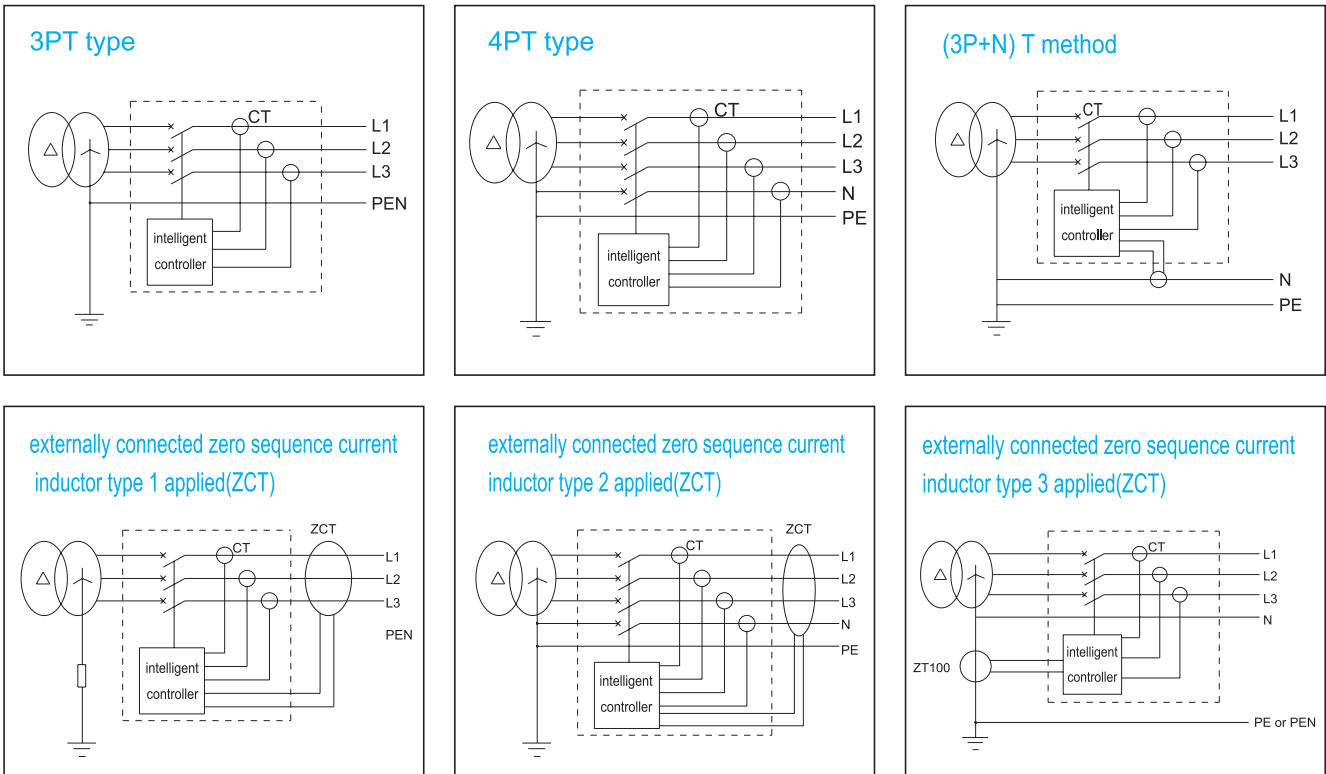 3PT type
CT
L1
L2
L3
PEN
intelligent
controller
4PT type
CT
L1
L2
L3
N
PE
intelligent
controller
(3P+N) T method
CT
L1
L2
L3
intelligent
controller
N
PE
externally connected zero sequence current
inductor type 1 applied(ZCT)
ZCT
CT
L1
L2
L3
PEN
intelligent
controller
externally connected zero sequence current
inductor type 2 applied(ZCT)
ZCT
CT
L1
L2
L3
N
PE
intelligent
controller
externally connected zero sequence current
inductor type 3 applied(ZCT)
CT
L1
L2
L3
N
intelligent
ZT100
controller
PE or PEN